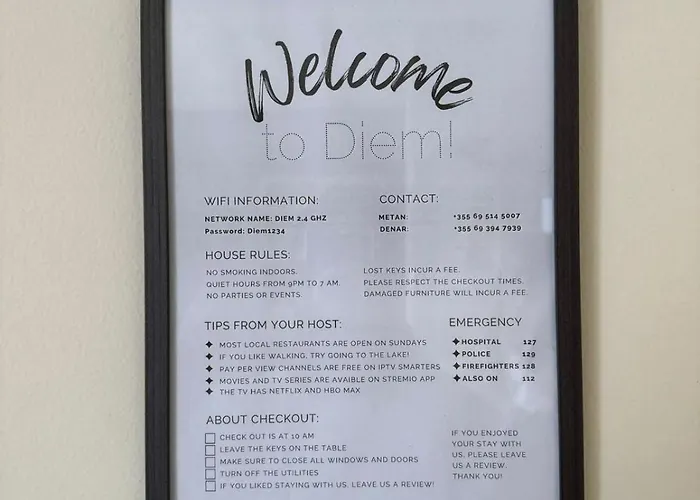 Welcome
to Diem!
WIFI INFORMATION:
NETWORK NAME: DIEM 2.4 GHZ
Password: Diem1234
CONTACT:
METAN: +355 69 514 5007
DENAR: +355 69 394 7939
HOUSE RULES:
NO SMOKING INDOORS.
QUIET HOURS FROM 9PM TO 7 AM.
NO PARTIES OR EVENTS.
LOST KEYS INCUR A FEE.
PLEASE RESPECT THE CHECKOUT TIMES.
DAMAGED FURNITURE WILL INCUR A FEE.
TIPS FROM YOUR HOST:
MOST LOCAL RESTAURANTS ARE OPEN ON SUNDAYS
IF YOU LIKE WALKING, TRY GOING TO THE LAKE!
PAY PER VIEW CHANNELS ARE FREE ON IPTV SMARTERS
MOVIES AND TV SERIES ARE AVAIBLE ON STREMIO APP
THE TV HAS NETFLIX AND HBO MAX
EMERGENCY
HOSPITAL 127
POLICE 129
FIREFIGHTERS 128
ALSO ON 112
ABOUT CHECKOUT:
CHECK OUT IS AT 10 AM
LEAVE THE KEYS ON THE TABLE
MAKE SURE TO CLOSE ALL WINDOWS AND DOORS
TURN OFF THE UTILITIES
IF YOU LIKED STAYING WITH US, LEAVE US A REVIEW!
IF YOU ENJOYED
YOUR STAY WITH
US, PLEASE LEAVE
US A REVIEW.
THANK YOU!